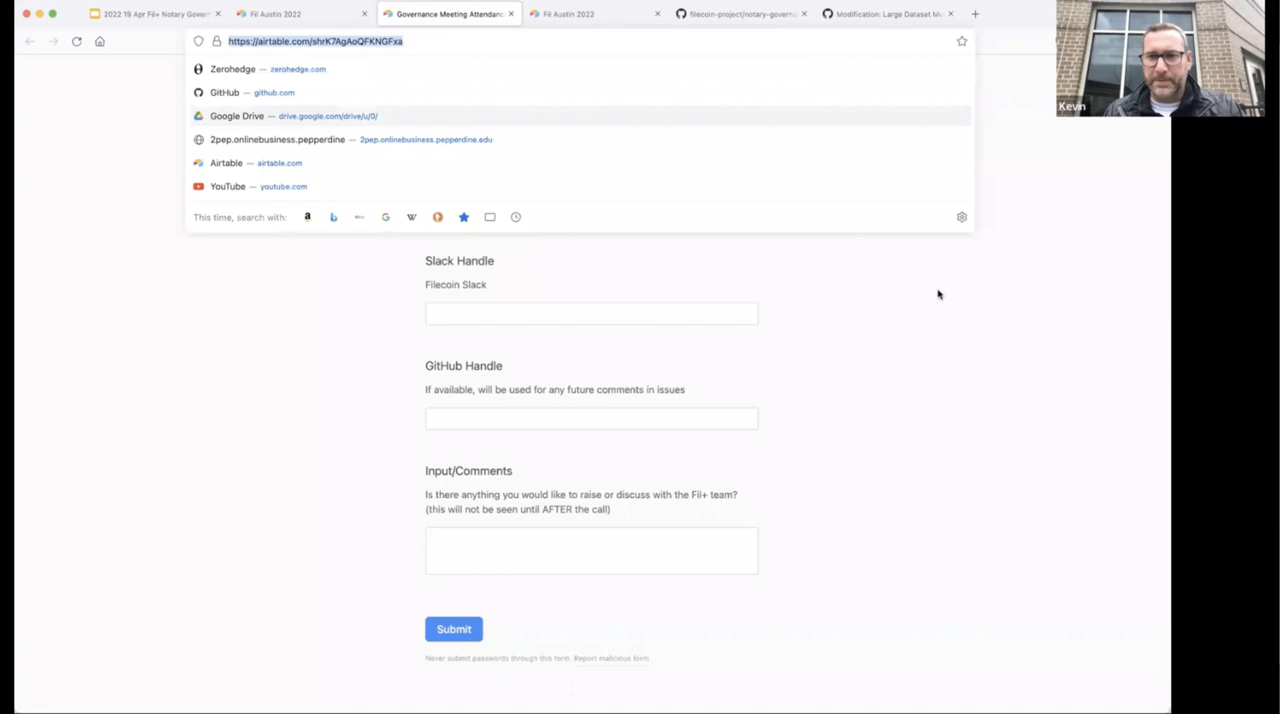 2022 19 Apr Fil+ Notary Gover
Fil Austin 2022
Governance Meeting Attendanc
Fil Austin 2022
filecoin-project/notary-governa
Modification: Large Dataset Mu
https://airtable.com/shrK7AgAoQFKNGFxa
Zerohedge — zerohedge.com
GitHub — github.com
Google Drive — drive.google.com/drive/u/0/
2pep.onlinebusiness.pepperdine — 2pep.onlinebusiness.pepperdine.edu
Airtable — airtable.com
YouTube — youtube.com
This time, search with:
Kevin
Slack Handle
Filecoin Slack
GitHub Handle
If available, will be used for any future comments in issues
Input/Comments
Is there anything you would like to raise or discuss with the Fil+ team?
(this will not be seen until AFTER the call)
Submit
Never submit passwords through this form. Report malicious form